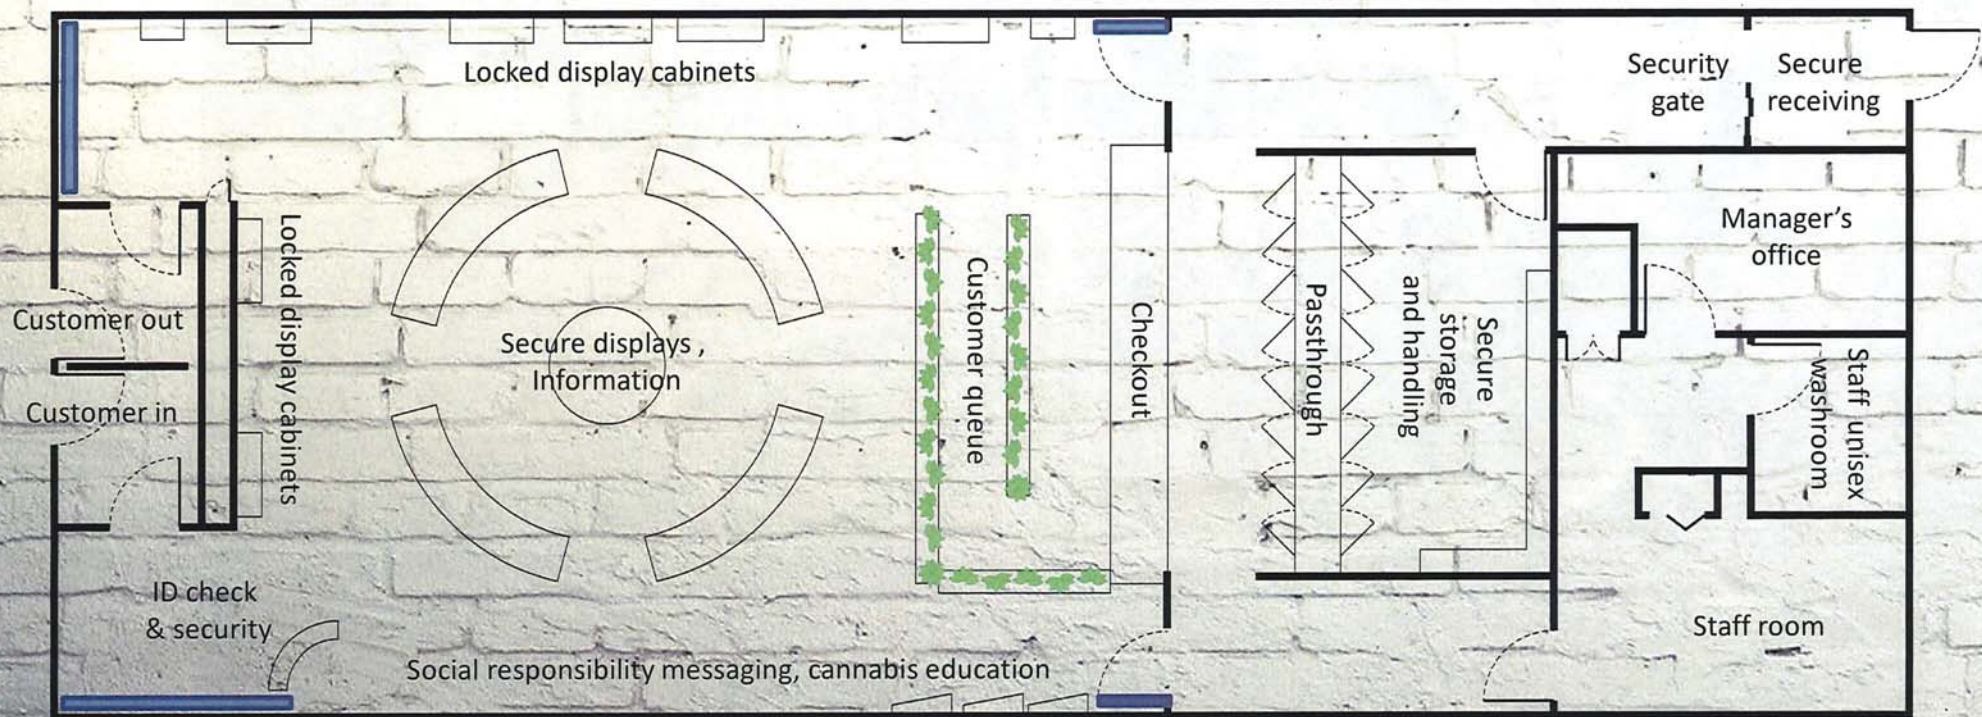 Locked display cabinets
Security
gate
Secure
receiving
Manager's
office
Customer out
Customer in
Locked display cabinets
Secure displays ,
Information
Customer queue
Checkout
Passthrough
Secure
storage
and handling
Staff unisex
washroom
ID check
& security
Social responsibility messaging, cannabis education
Staff room